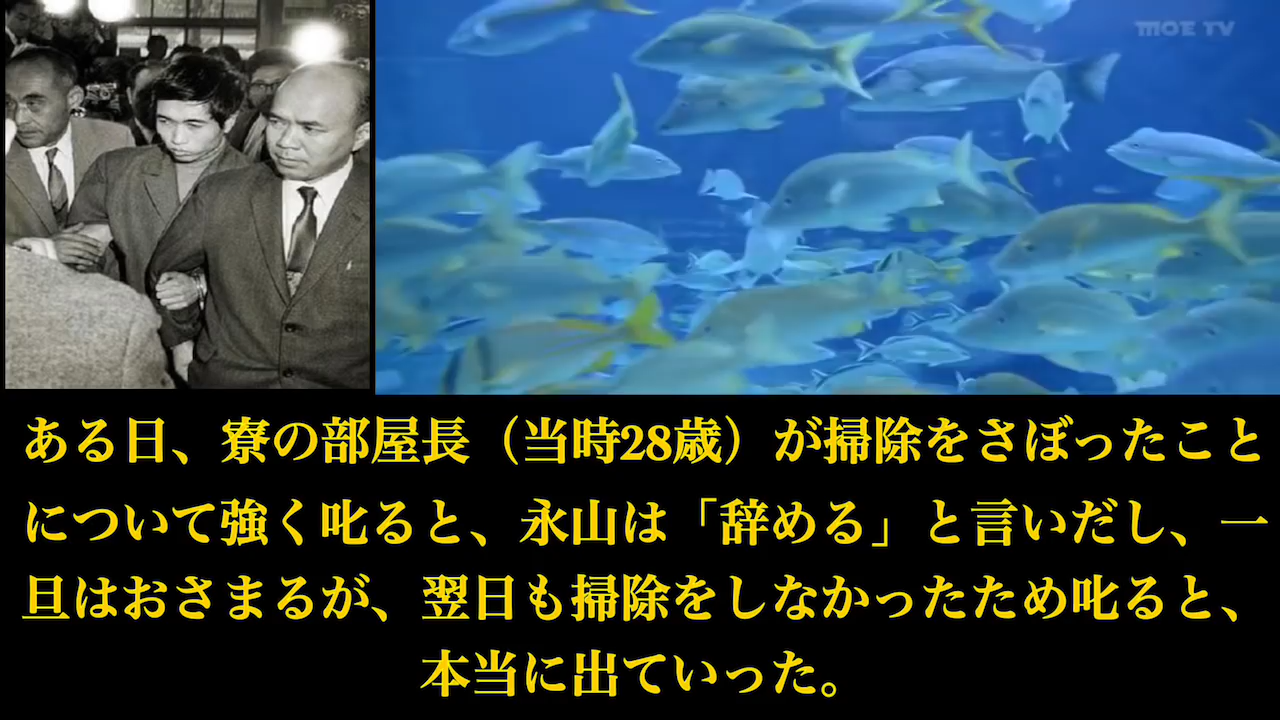 MOE TV
ある日、寮の部屋長（当時28歳）が掃除をさぼったこと
について強く叱ると、永山は「辞める」と言いだし、一
旦はおさまるが、翌日も掃除をしなかったため叱ると、
本当に出ていった。